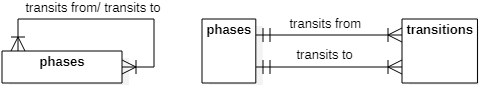 transits from/ transits to
phases
phases
transits from
transits to
transitions